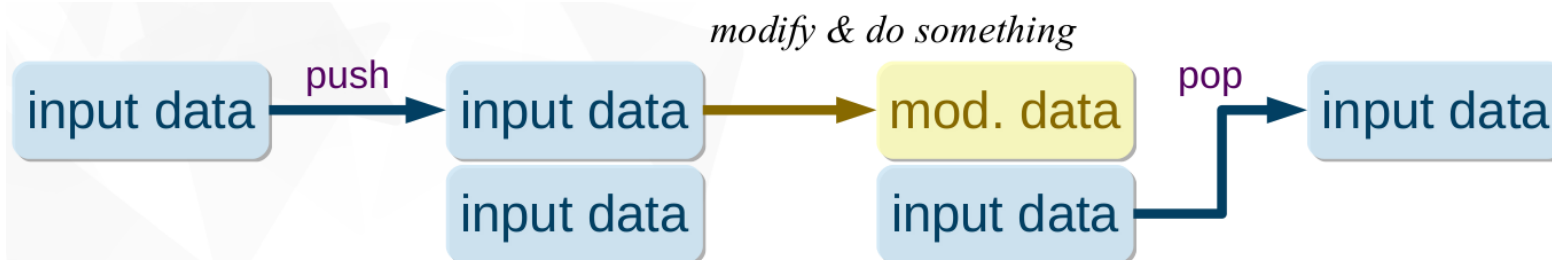 modify & do something
input data
push
input data
mod. data
pop
input data
input data
input data